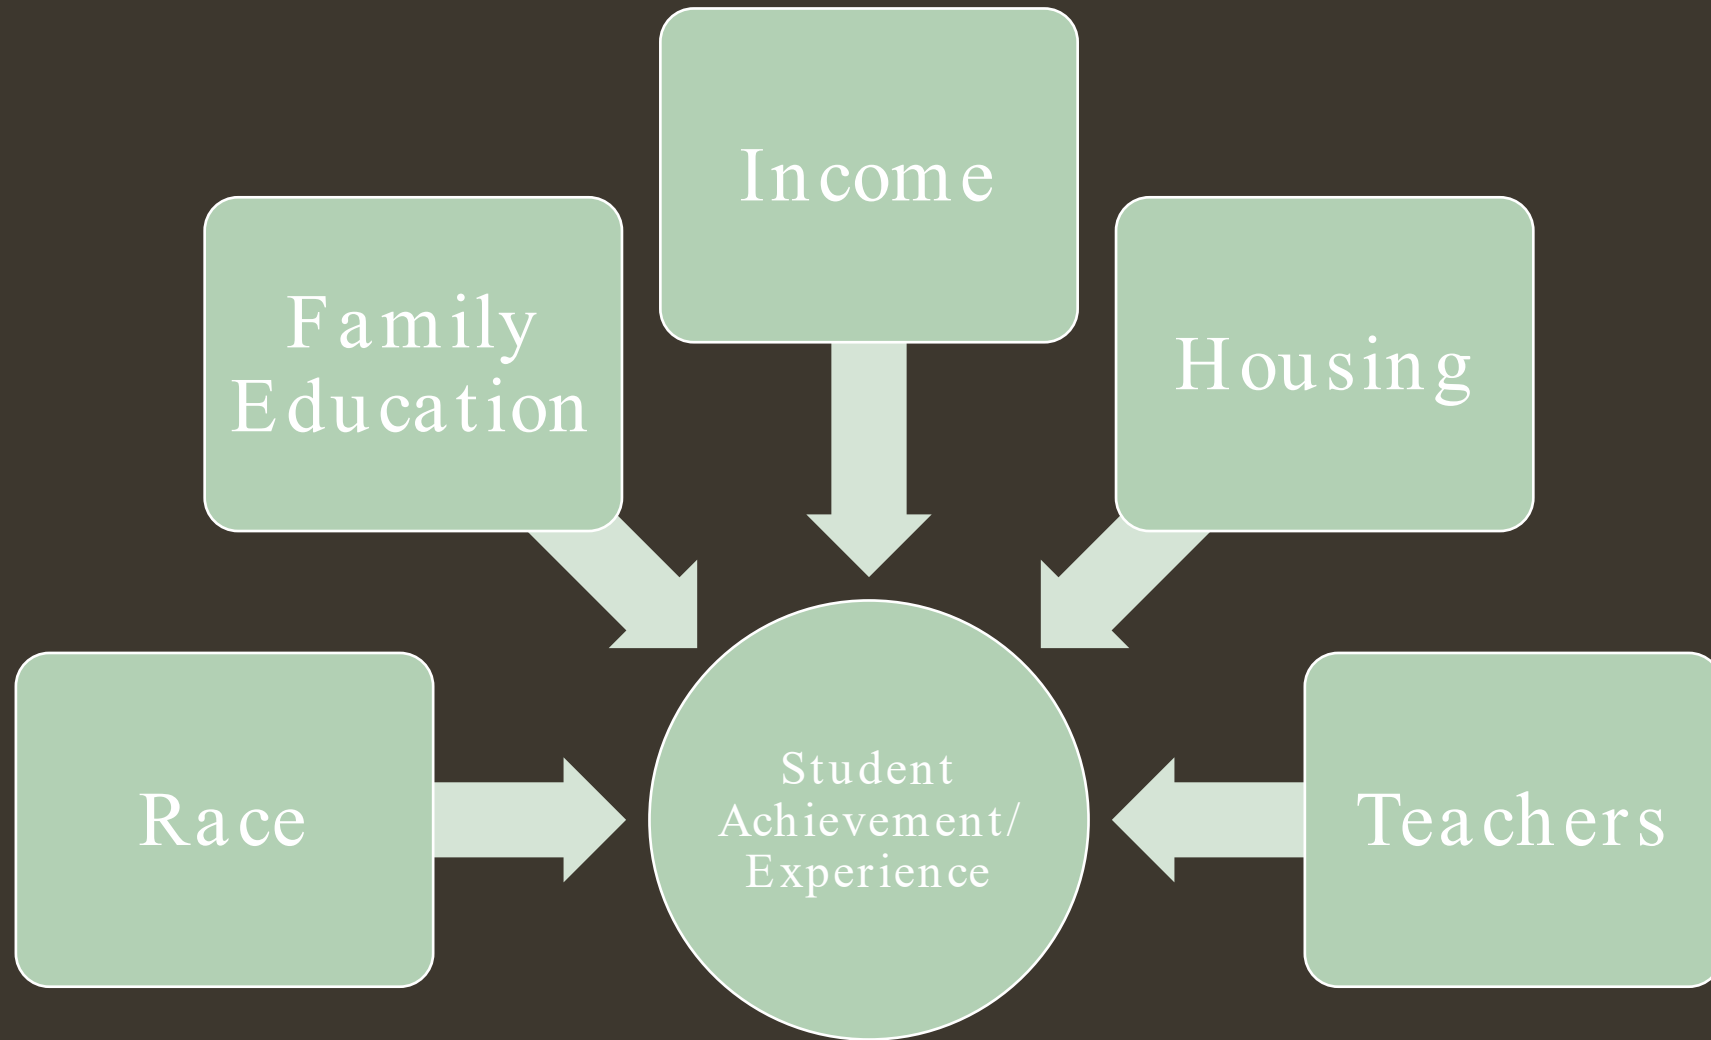 Income
Family
Education
Housing
Race
Student
Achievement/
Experience
Teachers